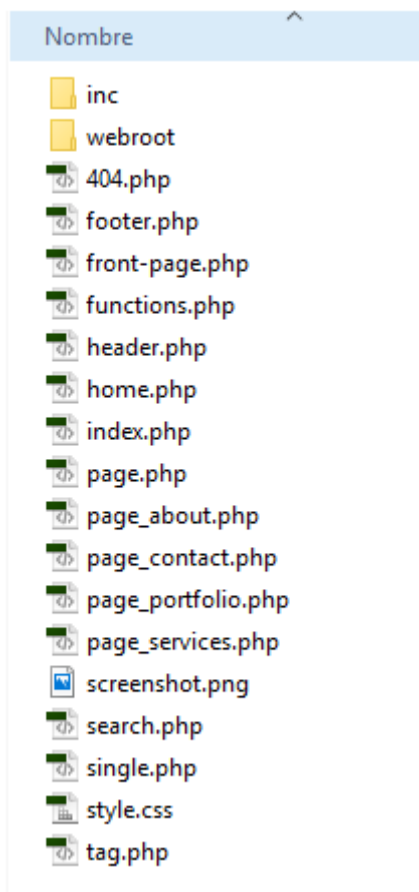 Nombre
inc
webroot
404.php
footer.php
front-page.php
functions.php
header.php
home.php
index.php
page.php
page_about.php
page_contact.php
page_portfolio.php
page_services.php
screenshot.png
search.php
single.php
style.css
tag.php